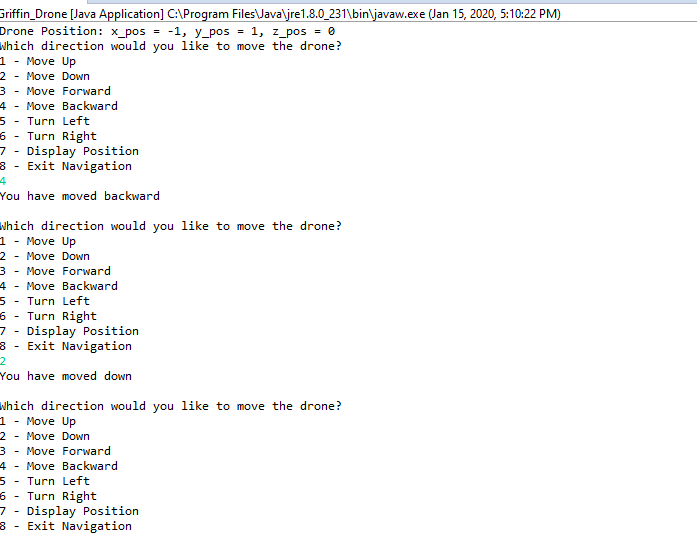 Griffin_Drone [Java Application] C:\Program Files\Java\jre1.8.0_231\bin\javaw.exe (Jan 15, 2020, 5:10:22 PM)
Drone Position: x_pos = -1, y_pos = 1, z_pos = 0
Which direction would you like to move the drone?
1 - Move Up
2 - Move Down
3 - Move Forward
4 - Move Backward
5 - Turn Left
6 - Turn Right
7 - Display Position
8 - Exit Navigation
4
You have moved backward
Which direction would you like to move the drone?
1 - Move Up
2 - Move Down
3 - Move Forward
4 - Move Backward
5 - Turn Left
6 - Turn Right
7 - Display Position
8 - Exit Navigation
2
You have moved down
Which direction would you like to move the drone?
1 - Move Up
2 - Move Down
3 - Move Forward
4 - Move Backward
5 - Turn Left
6 - Turn Right
7 - Display Position
8 - Exit Navigation